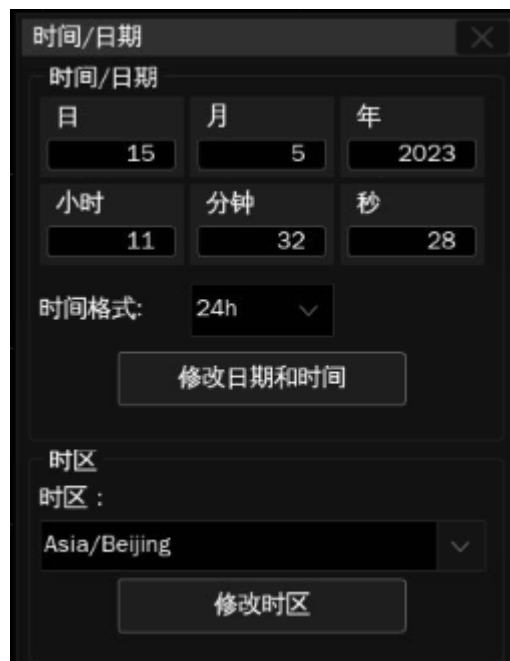 时间/日期
时间/日期
日 月 年
15 5 2023
小时 分钟 秒
11 32 28
时间格式: 24h
修改日期和时间
时区
时区：
Asia/Beijing
修改时区